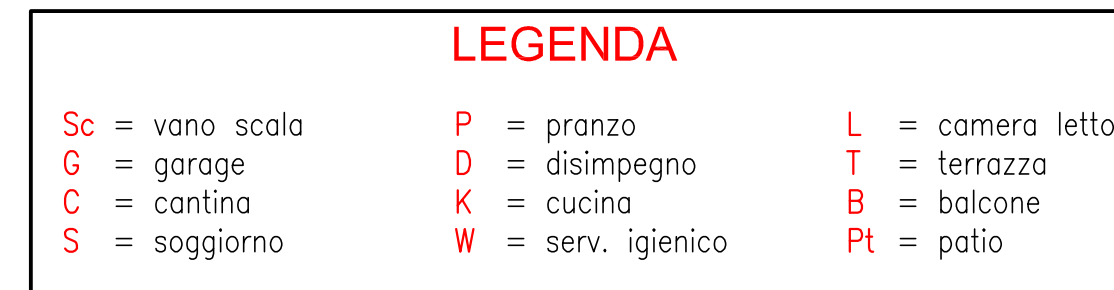 LEGENDA
Sc = vano scala P = pranzo L = camera letto
G = garage D = disimpegno T = terrazza
C = cantina K = cucina B = balcone
S = soggiorno W = serv. igienico Pt = patio